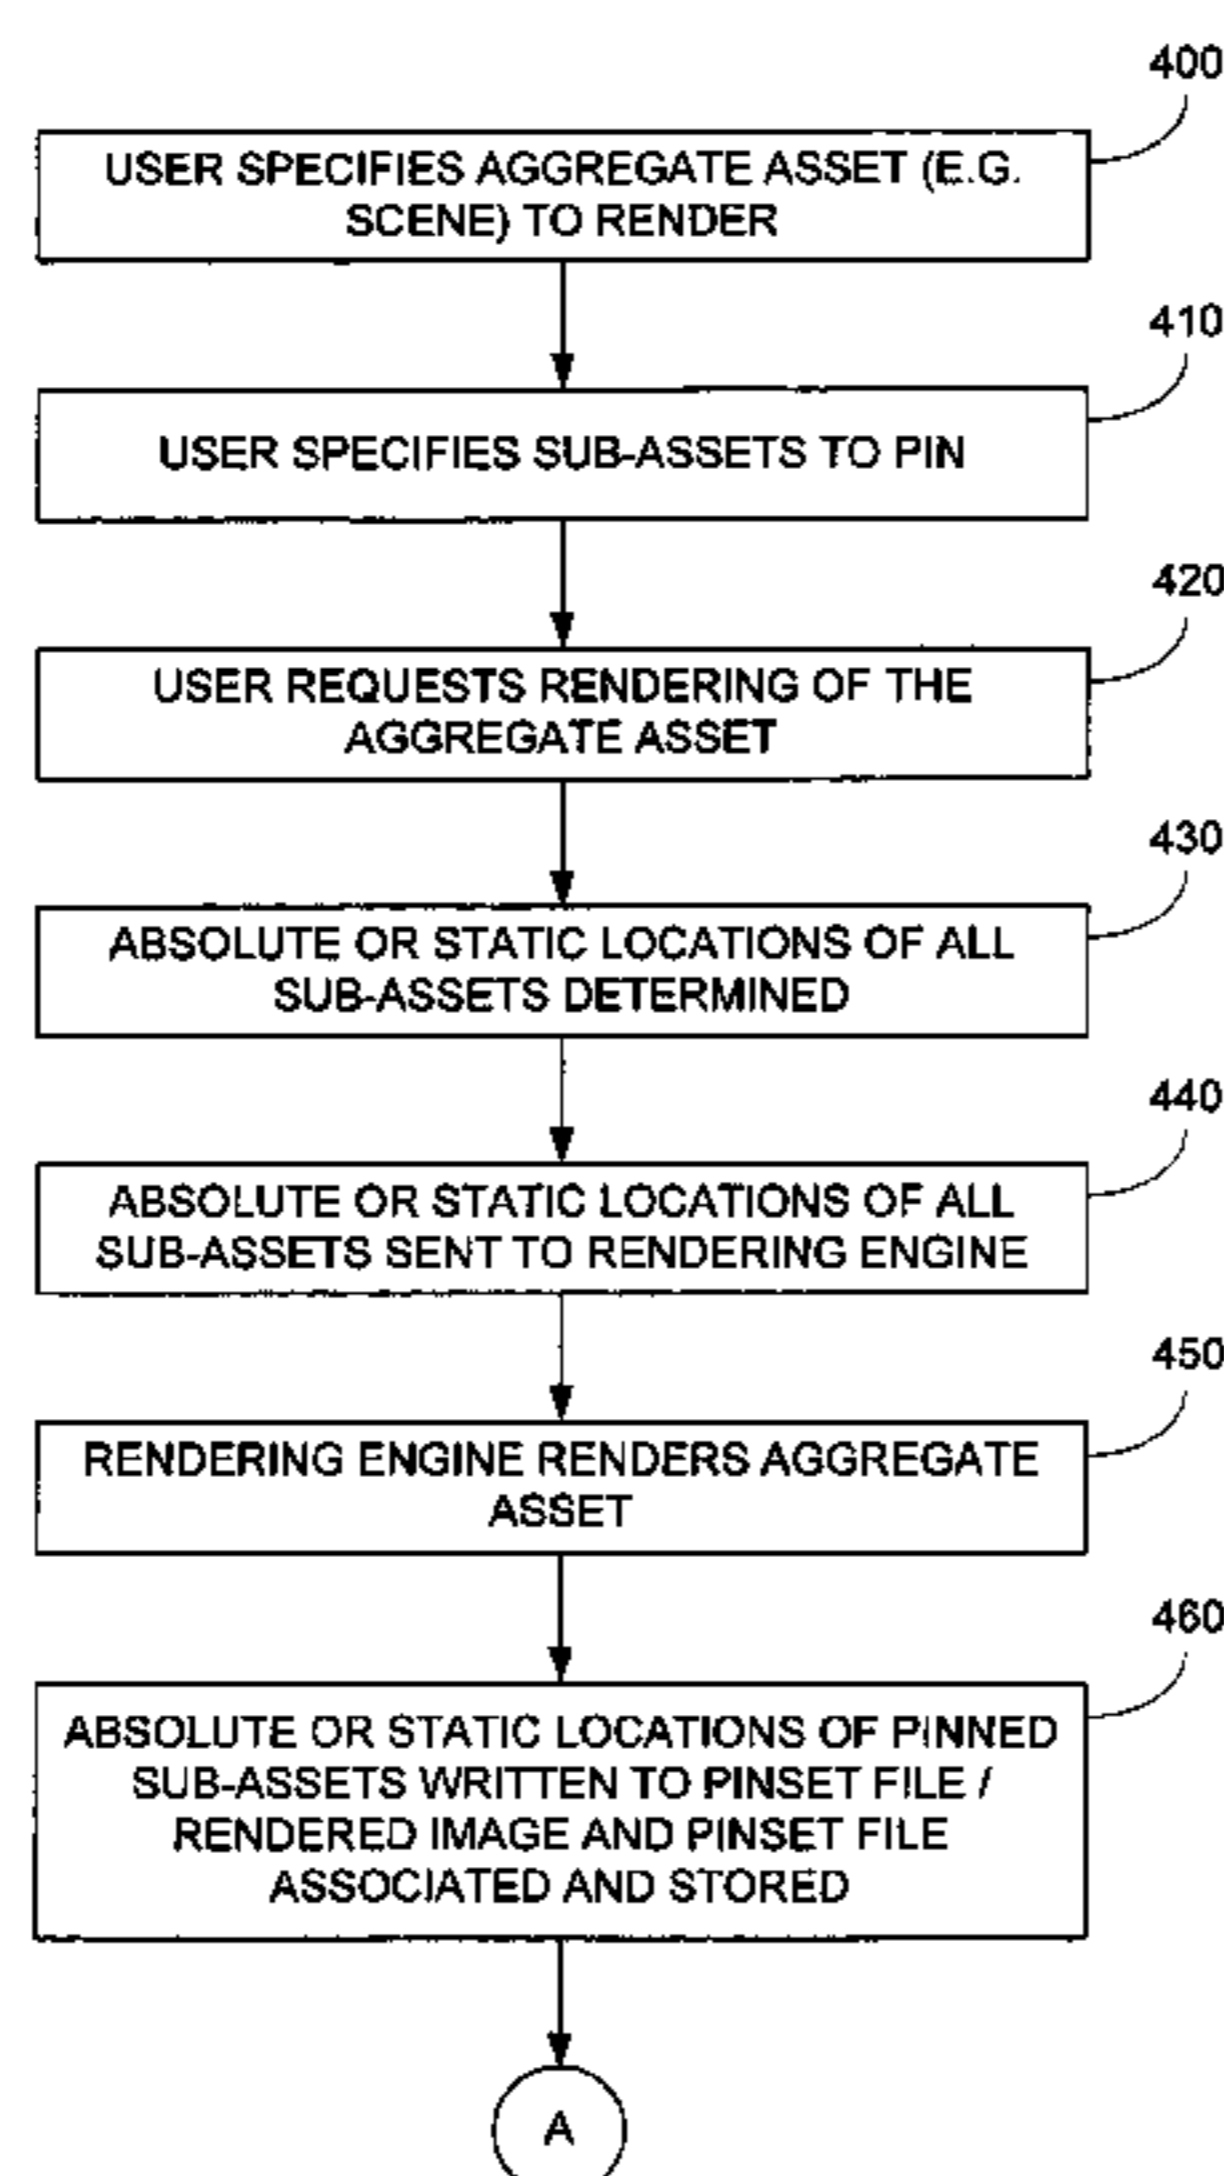 400
USER SPECIFIES AGGREGATE ASSET (E.G.
SCENE) TO RENDER
410
USER SPECIFIES SUB-ASSETS TO PIN
420
USER REQUESTS RENDERING OF THE
AGGREGATE ASSET
430
ABSOLUTE OR STATIC LOCATIONS OF ALL
SUB-ASSETS DETERMINED
440
ABSOLUTE OR STATIC LOCATIONS OF ALL
SUB-ASSETS SENT TO RENDERING ENGINE
450
RENDERING ENGINE RENDERS AGGREGATE
ASSET
460
ABSOLUTE OR STATIC LOCATIONS OF PINNED
SUB-ASSETS WRITTEN TO PINSET FILE /
RENDERED IMAGE AND PINSET FILE
ASSOCIATED AND STORED
A